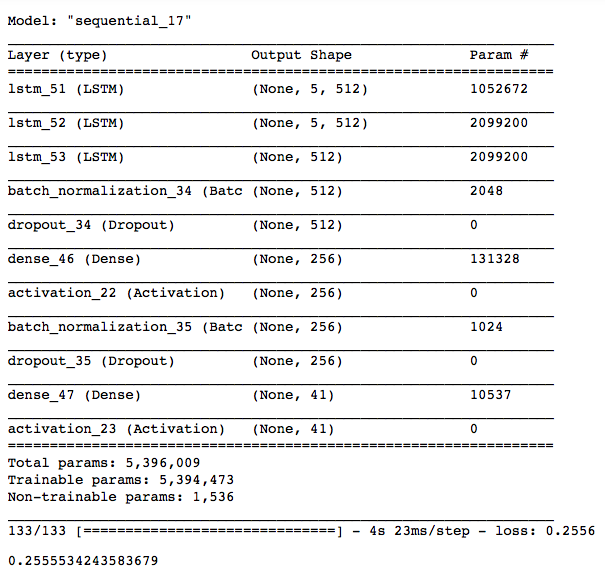 Model: "sequential_17"
Layer (type) Output Shape Param #
lstm_51 (LSTM) (None, 5, 512) 1052672
lstm_52 (LSTM) (None, 5, 512) 2099200
lstm_53 (LSTM) (None, 512) 2099200
batch_normalization_34 (Batc (None, 512) 2048
dropout_34 (Dropout) (None, 512) 0
dense_46 (Dense) (None, 256) 131328
activation_22 (Activation) (None, 256) 0
batch_normalization_35 (Batc (None, 256) 1024
dropout_35 (Dropout) (None, 256) 0
dense_47 (Dense) (None, 41) 10537
activation_23 (Activation) (None, 41) 0
Total params: 5,396,009
Trainable params: 5,394,473
Non-trainable params: 1,536
133/133 [==============================] - 4s 23ms/step - loss: 0.2556
0.2555534243583679